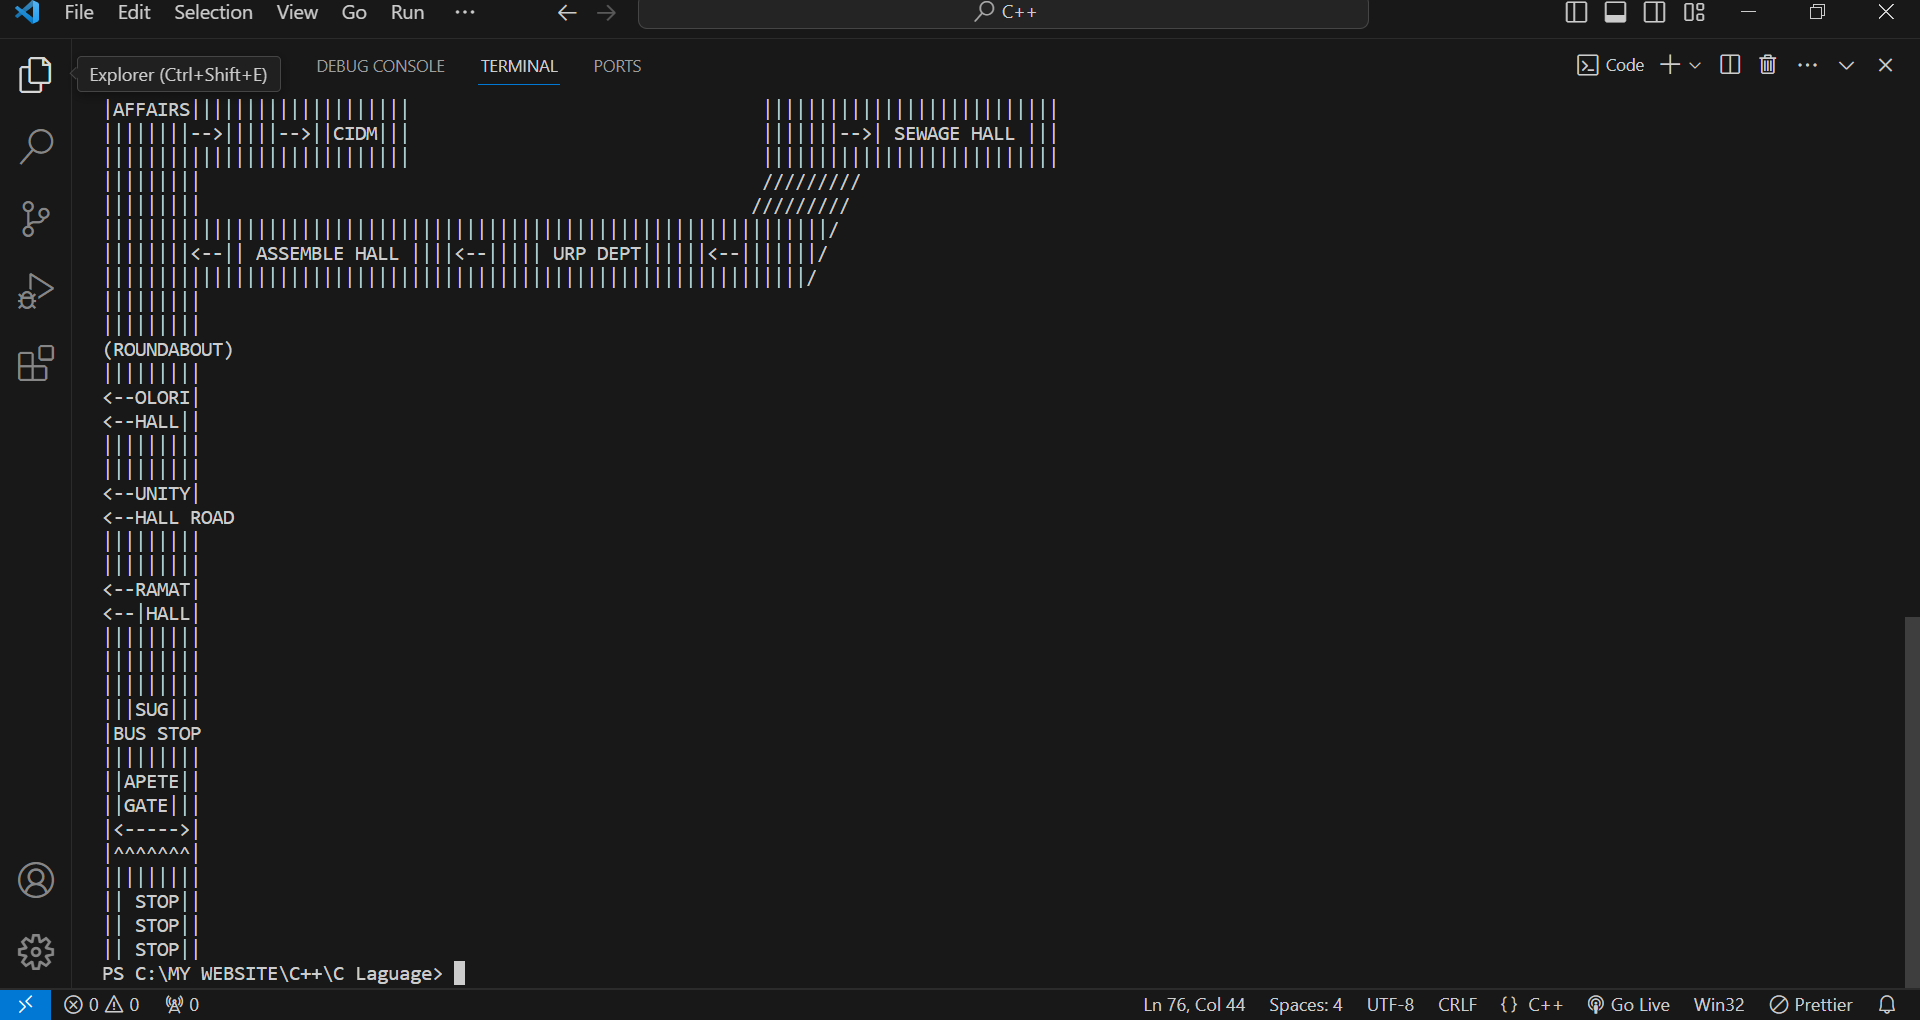 File Edit Selection View Go Run ··· C++
Explorer (Ctrl+Shift+E) DEBUG CONSOLE TERMINAL PORTS Code
|AFFAIRS||||||||||||||||||||                                |||||||||||||||||||||||||||
||||||||-->|||||-->||CIDM|||                                |||||||-->| SEWAGE HALL |||
||||||||||||||||||||||||||||                                |||||||||||||||||||||||||||
|||||||||                                                   /////////
|||||||||                                                  /////////
||||||||||||||||||||||||||||||||||||||||||||||||||||||||||||||||||/
||||||||<--|| ASSEMBLE HALL ||||<--||||| URP DEPT||||||<--|||||||/
||||||||||||||||||||||||||||||||||||||||||||||||||||||||||||||||/
|||||||||
|||||||||
(ROUNDABOUT)
|||||||||
<--OLORI|
<--HALL||
|||||||||
|||||||||
<--UNITY|
<--HALL ROAD
|||||||||
|||||||||
<--RAMAT|
<--|HALL|
|||||||||
|||||||||
|||||||||
|||SUG|||
|BUS STOP
|||||||||
||APETE||
||GATE|||
|<----->|
|^^^^^^^|
|||||||||
|| STOP||
|| STOP||
|| STOP||
PS C:\MY WEBSITE\C++\C Laguage>
0 0 0 Ln 76, Col 44 Spaces: 4 UTF-8 CRLF {} C++ Go Live Win32 Prettier